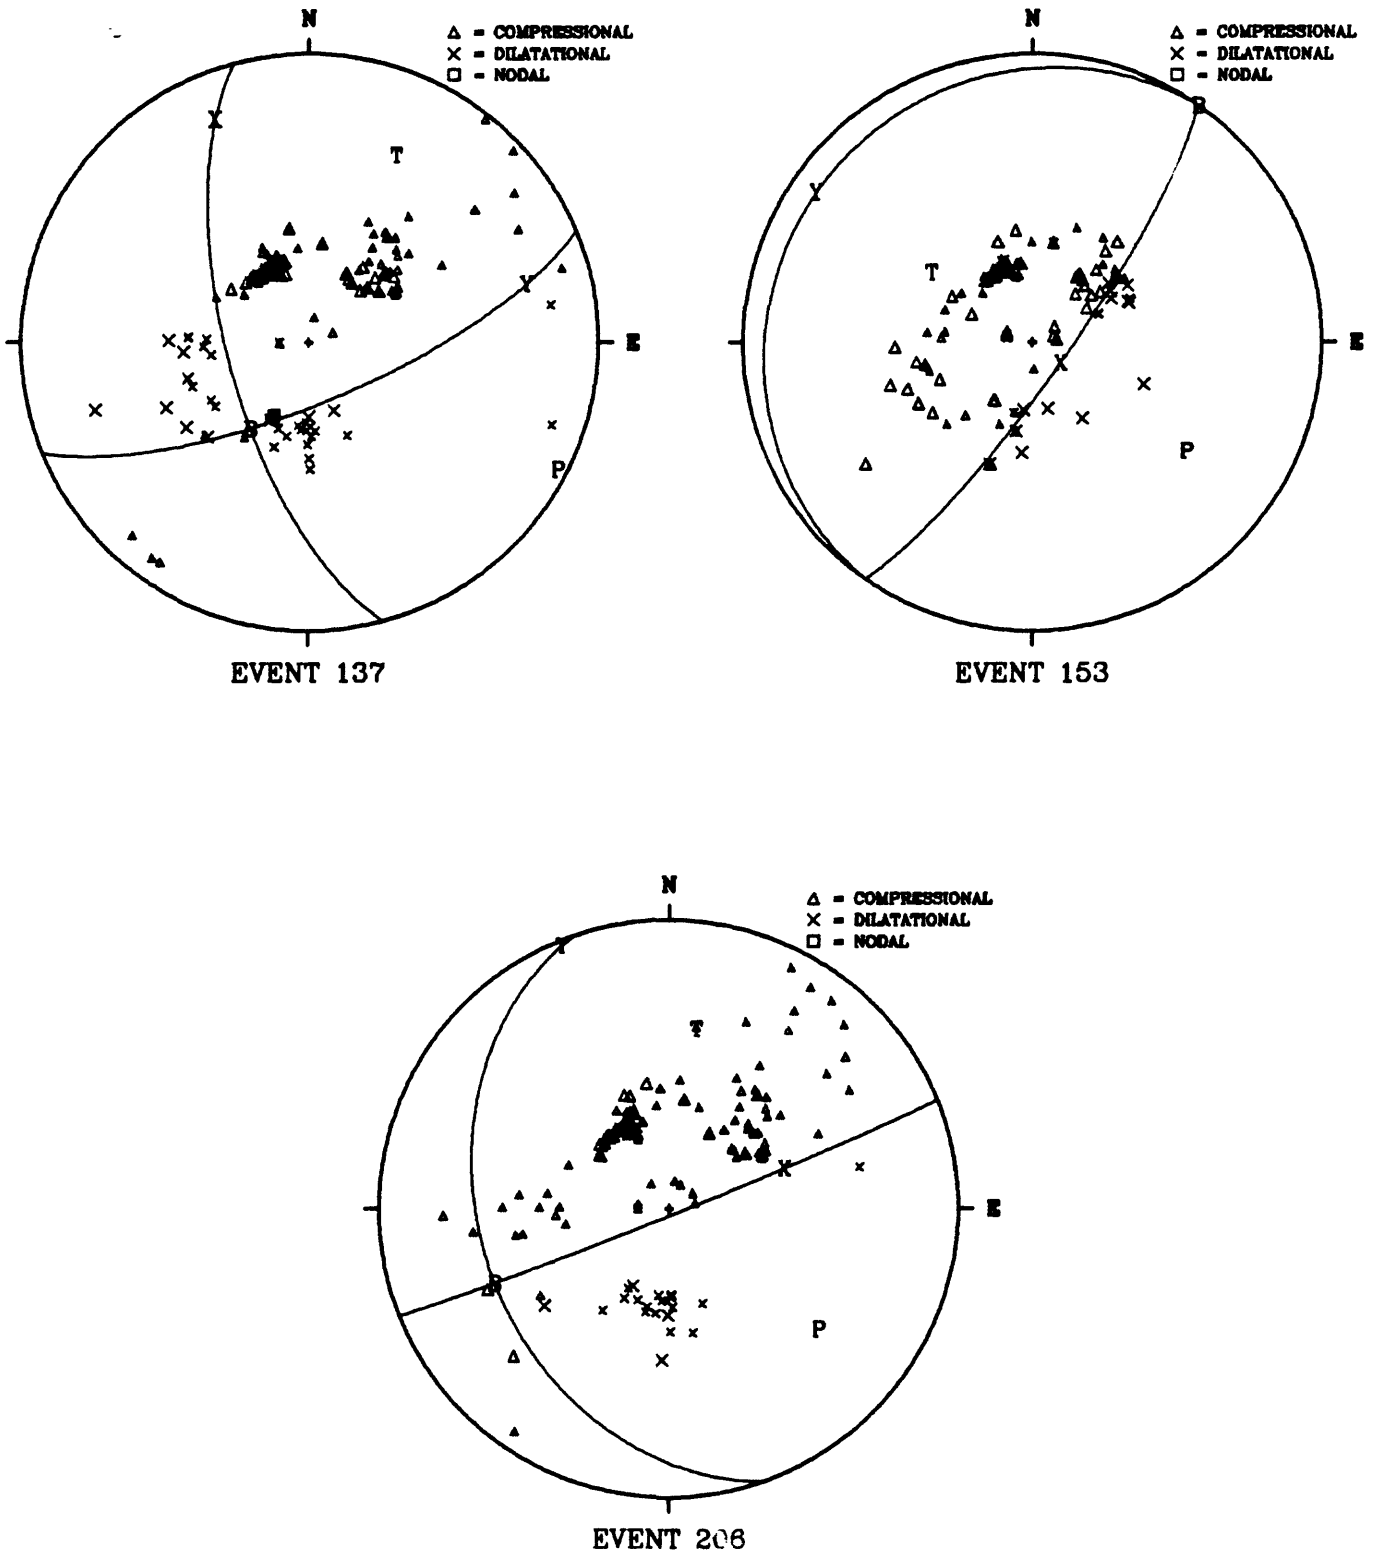 N
△ = COMPRESSIONAL
× = DILATATIONAL
□ = NODAL
X
T
Y
E
B
P
EVENT 137
N
△ = COMPRESSIONAL
× = DILATATIONAL
□ = NODAL
B
Y
T
E
X
P
EVENT 153
N
△ = COMPRESSIONAL
× = DILATATIONAL
□ = NODAL
Y
T
X
E
B
P
EVENT 206